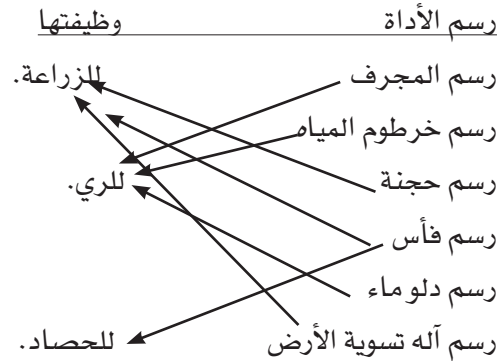 رسم الأداة وظيفتها
رسم المجرف للزراعة.
رسم خرطوم المياه
رسم حجنة للري.
رسم فأس
رسم دلو ماء
رسم آله تسوية الأرض للحصاد.